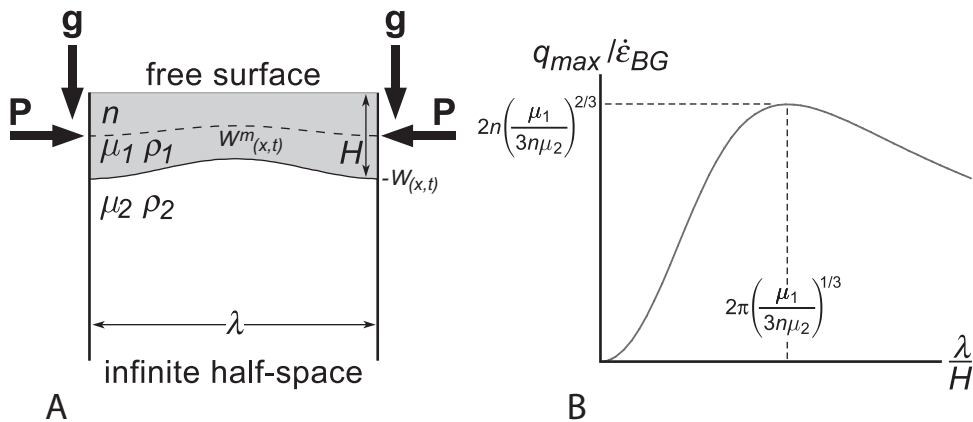 g g
free surface
P P
n
W^m(x,t)
H
μ1 ρ1
-W(x,t)
μ2 ρ2
λ
infinite half-space
A
q_max/ε̇_BG
2n(μ1/3nμ2)^2/3
2π(μ1/3nμ2)^1/3
λ/H
B